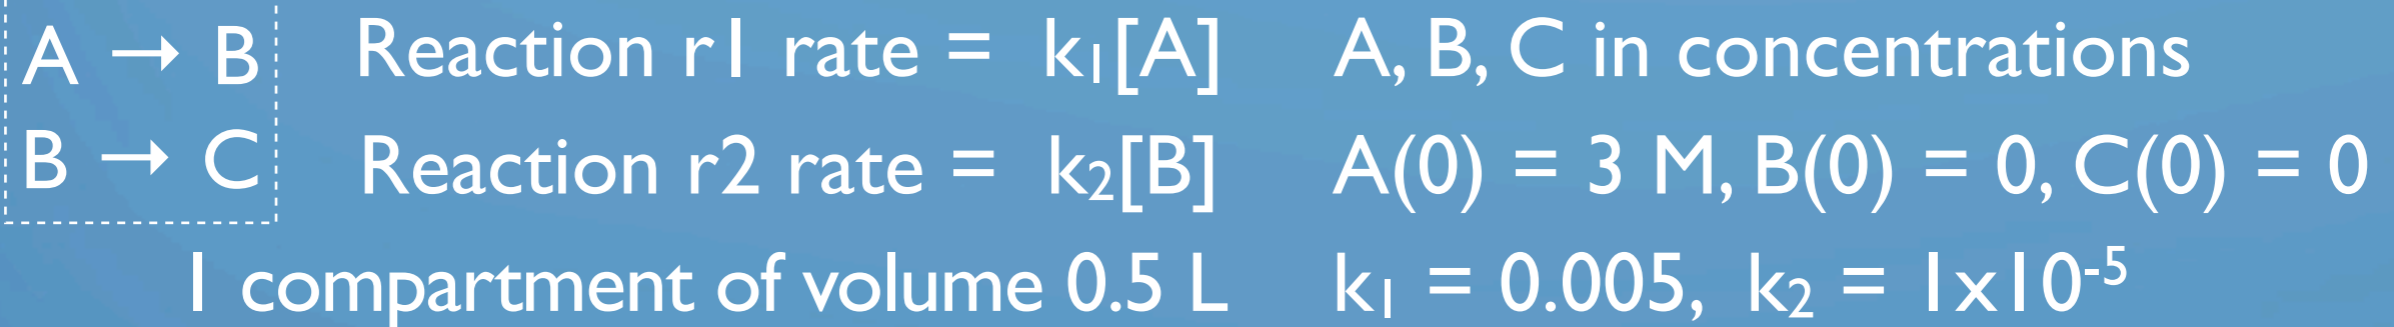 A → B Reaction r1 rate = k₁[A] A, B, C in concentrations
B → C Reaction r2 rate = k₂[B] A(0) = 3 M, B(0) = 0, C(0) = 0
1 compartment of volume 0.5 L k₁ = 0.005, k₂ = 1x10⁻⁵